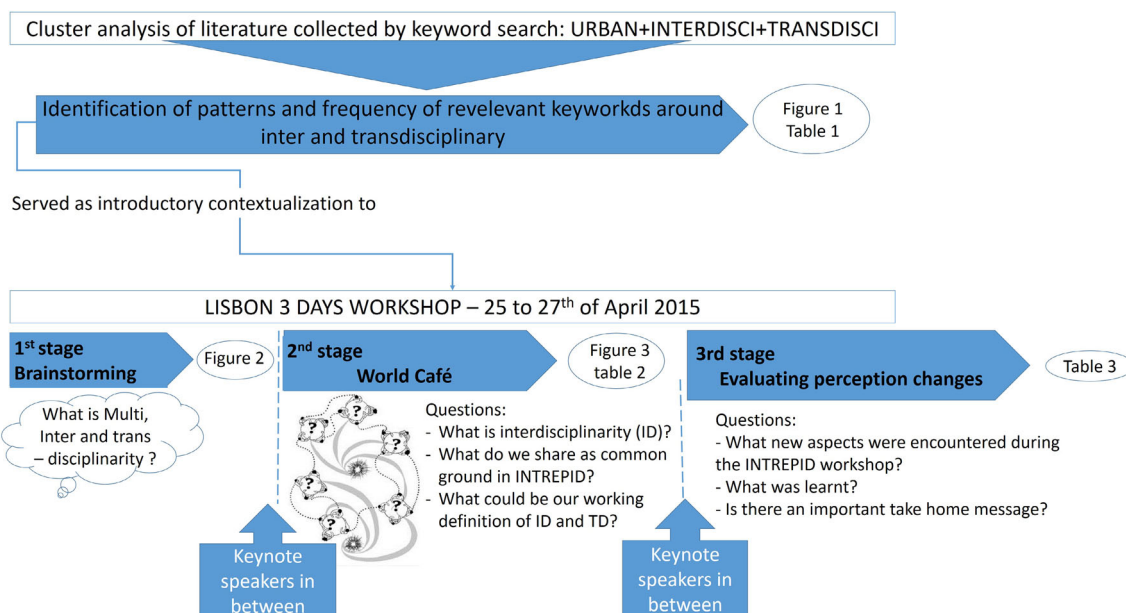 Cluster analysis of literature collected by keyword search: URBAN+INTERDISCI+TRANSDISCI
Identification of patterns and frequency of revelevant keyworkds around
inter and transdisciplinary
Figure 1
Table 1
Served as introductory contextualization to
LISBON 3 DAYS WORKSHOP – 25 to 27th of April 2015
1st stage
Brainstorming
Figure 2
2nd stage
World Café
Figure 3
table 2
3rd stage
Evaluating perception changes
Table 3
What is Multi,
Inter and trans
– disciplinarity ?
? ? ? ? ? ? ?
Questions:
- What is interdisciplinarity (ID)?
- What do we share as common
ground in INTREPID?
- What could be our working
definition of ID and TD?
Questions:
- What new aspects were encountered during
the INTREPID workshop?
- What was learnt?
- Is there an important take home message?
Keynote
speakers in
between
Keynote
speakers in
between